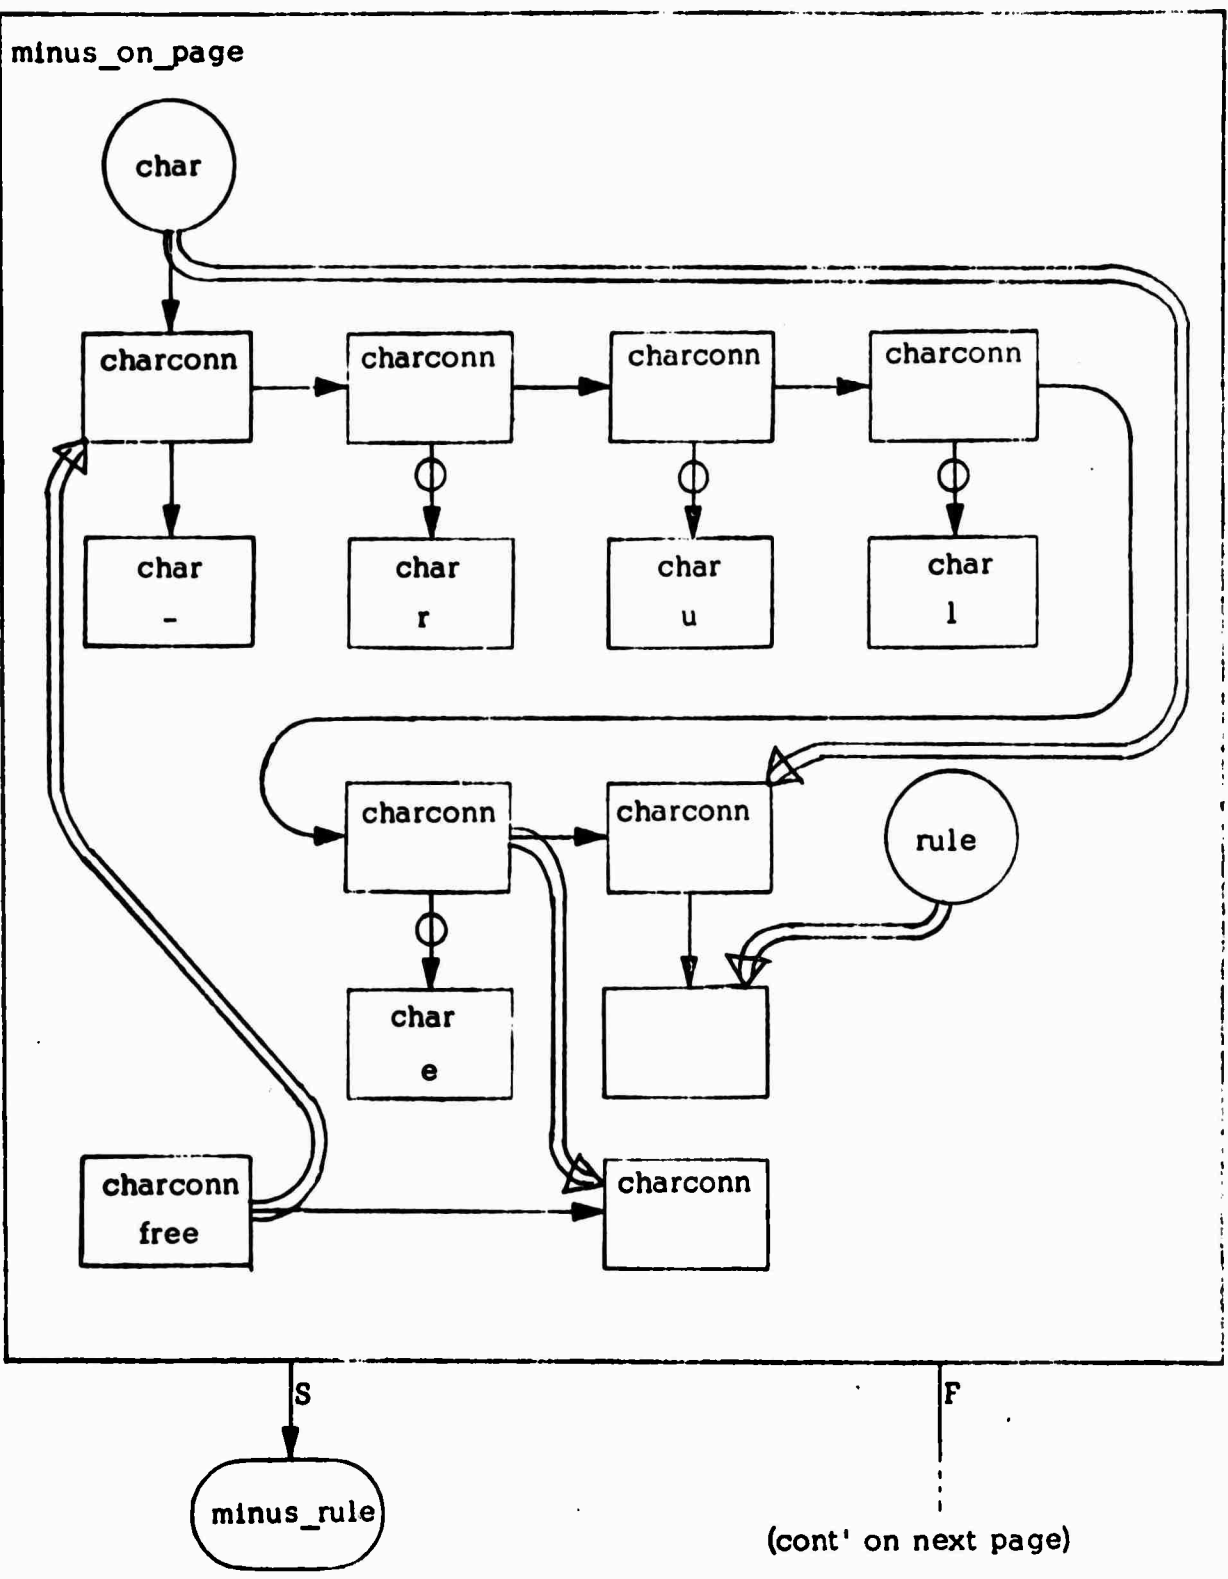 minus_on_page
char
charconn
charconn
charconn
charconn
char
-
char
r
char
u
char
l
charconn
charconn
rule
char
e
charconn
free
charconn
S
F
minus_rule
(cont' on next page)